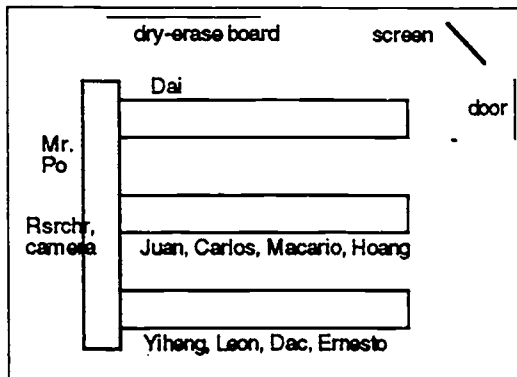 dry-erase board
screen
Dai
door
Mr.
Po
Rsrchr,
camera
Juan, Carlos, Macario, Hoang
Yiheng, Leon, Dac, Ernesto